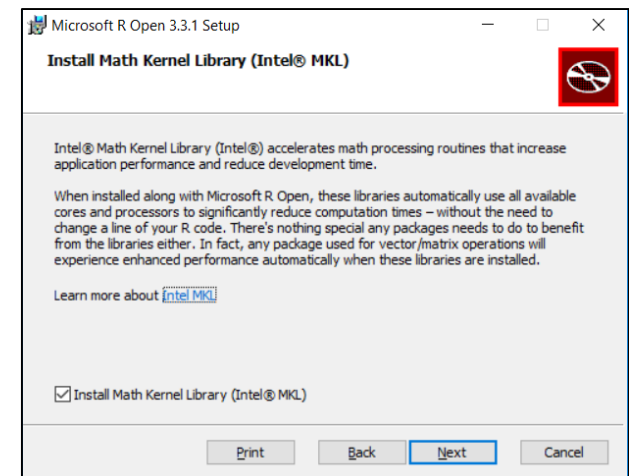 Microsoft R Open 3.3.1 Setup
Install Math Kernel Library (Intel® MKL)
Intel® Math Kernel Library (Intel®) accelerates math processing routines that increase
application performance and reduce development time.
When installed along with Microsoft R Open, these libraries automatically use all available
cores and processors to significantly reduce computation times – without the need to
change a line of your R code. There's nothing special any packages needs to do to benefit
from the libraries either. In fact, any package used for vector/matrix operations will
experience enhanced performance automatically when these libraries are installed.
Learn more about Intel MKL
Install Math Kernel Library (Intel® MKL)
Print Back Next Cancel